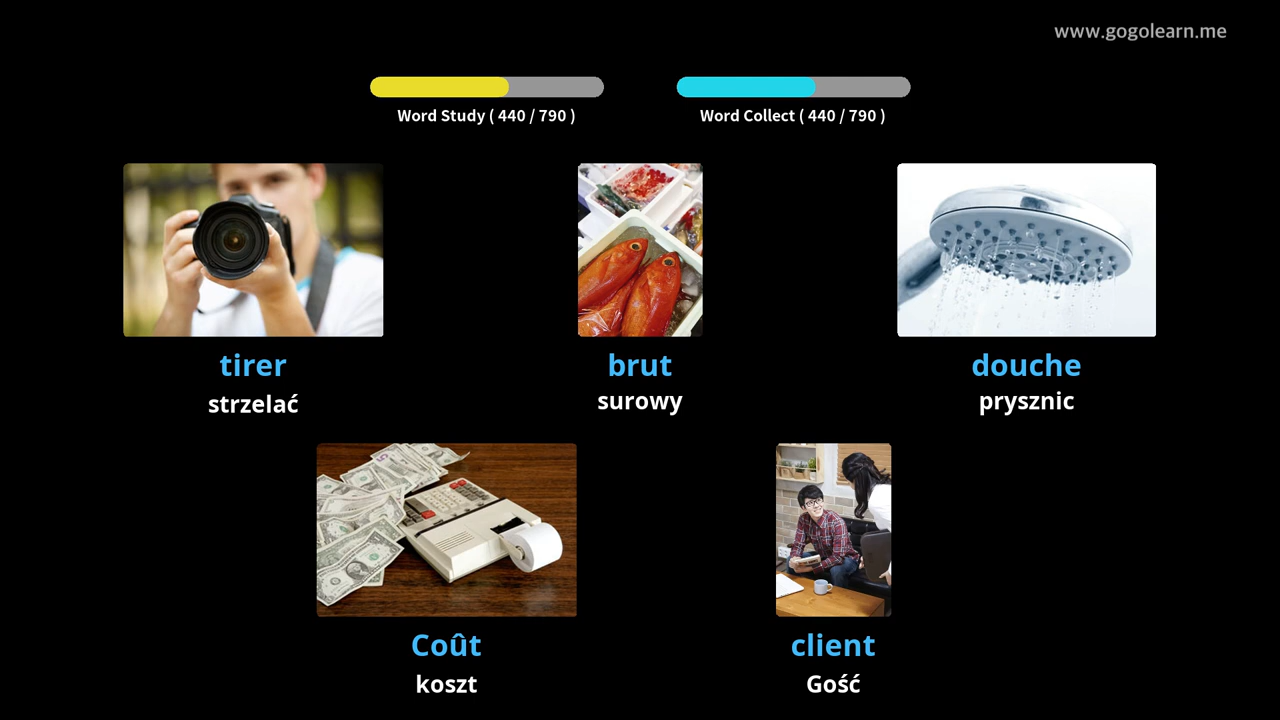 www.gogolearn.me
Word Study ( 440 / 790 )
Word Collect ( 440 / 790 )
tirer
strzelać
brut
surowy
douche
prysznic
Coût
koszt
client
Gość